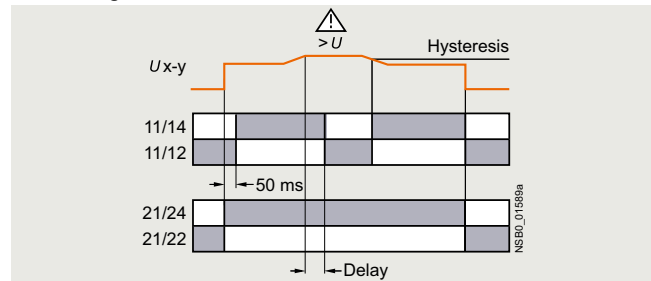 > U
Hysteresis
U x-y
11/14
11/12
50 ms
21/24
21/22
Delay
NSB0_01589a